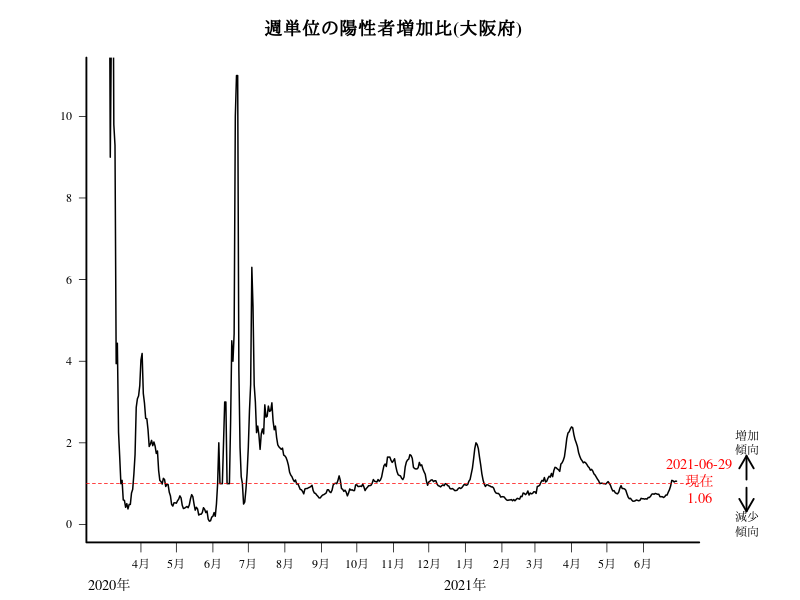 週単位の陽性者増加比(大阪府)
10
8
6
4
2
0
増加
傾向
2021-06-29
現在
1.06
減少
傾向
4月 5月 6月 7月 8月 9月 10月 11月 12月 1月 2月 3月 4月 5月 6月
2020年 2021年